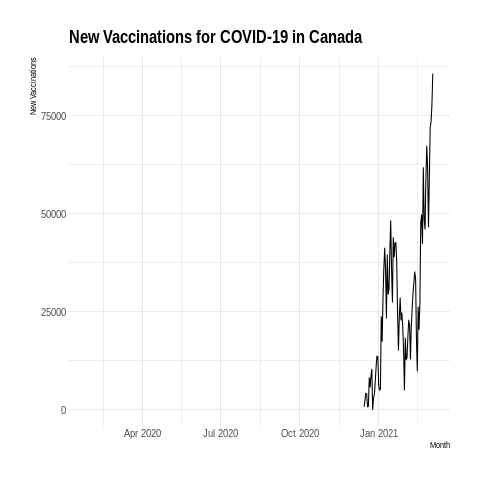 New Vaccinations for COVID-19 in Canada
New Vaccinations
75000
50000
25000
0
Apr 2020 Jul 2020 Oct 2020 Jan 2021
Month